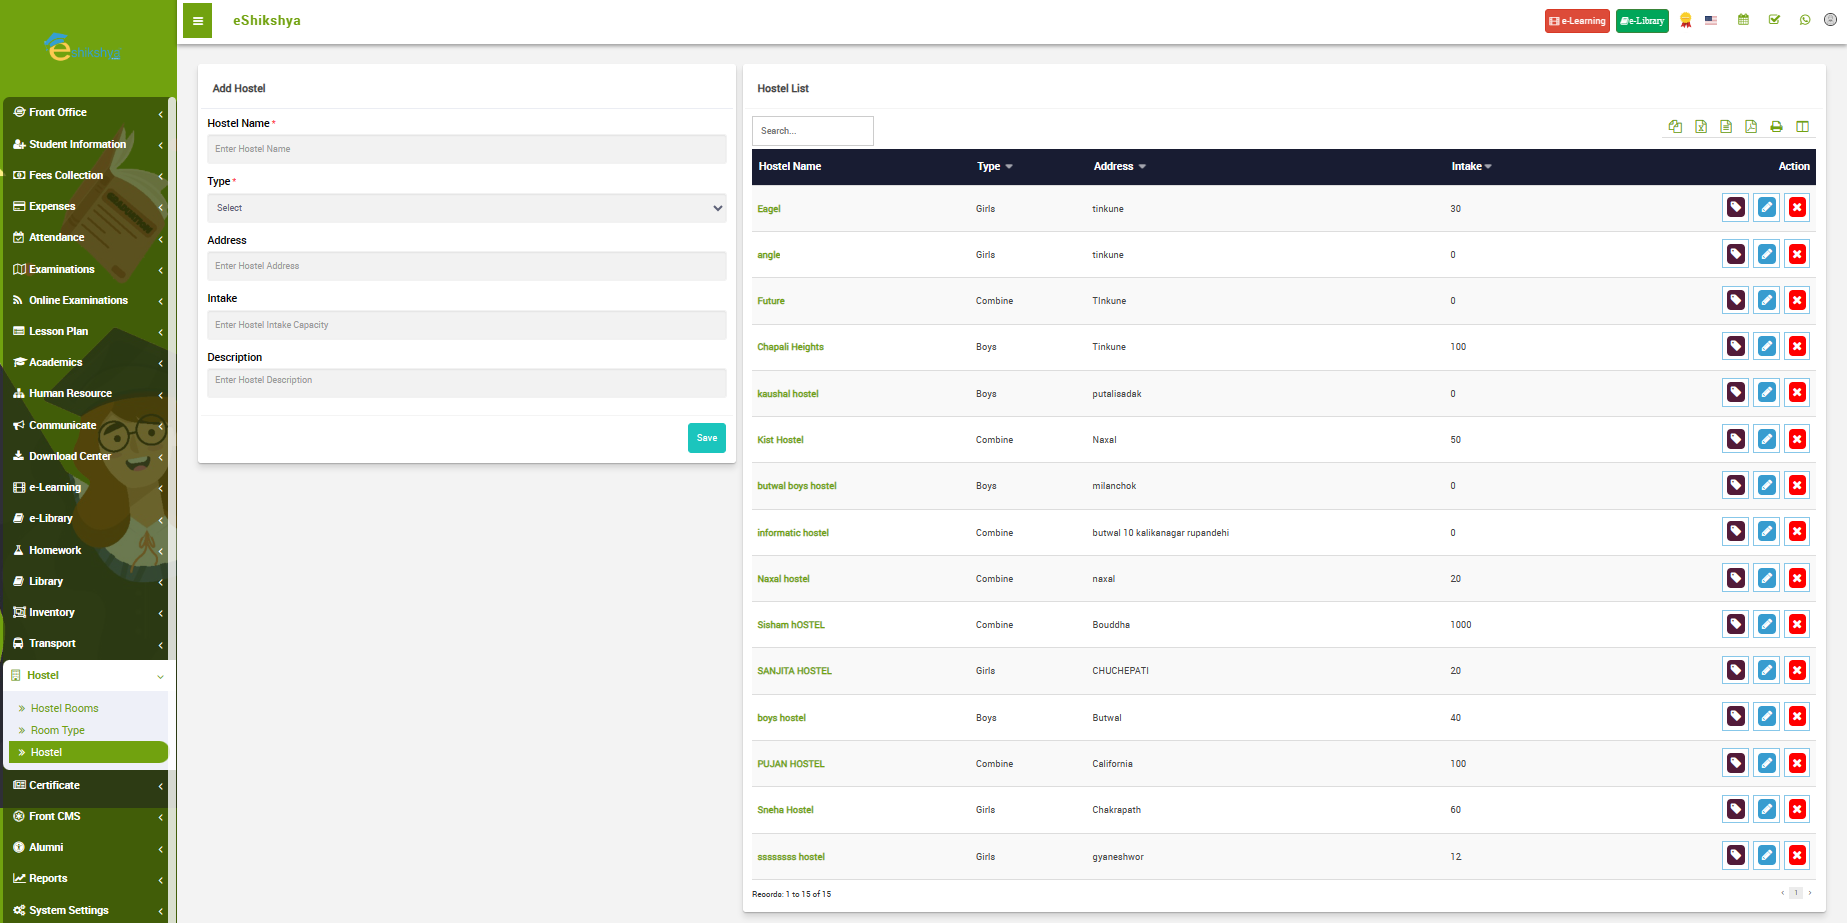 eShikshya
e-Learning
e-Library
Front Office
Student Information
Fees Collection
Expenses
Attendance
Examinations
Online Examinations
Lesson Plan
Academics
Human Resource
Communicate
Download Center
e-Learning
e-Library
Homework
Library
Inventory
Transport
Hostel
Hostel Rooms
Room Type
Hostel
Certificate
Front CMS
Alumni
Reports
System Settings
Add Hostel
Hostel Name *
Enter Hostel Name
Type *
Select
Address
Enter Hostel Address
Intake
Enter Hostel Intake Capacity
Description
Enter Hostel Description
Save
Hostel List
Search...
Hostel Name Type Address Intake Action
Eagel Girls tinkune 30
angle Girls tinkune 0
Future Combine TInkune 0
Chapali Heights Boys Tinkune 100
kaushal hostel Boys putalisadak 0
Kist Hostel Combine Naxal 50
butwal boys hostel Boys milanchok 0
informatic hostel Combine butwal 10 kalikanagar rupandehi 0
Naxal hostel Combine naxal 20
Sisham hOSTEL Combine Bouddha 1000
SANJITA HOSTEL Girls CHUCHEPATI 20
boys hostel Boys Butwal 40
PUJAN HOSTEL Combine California 100
Sneha Hostel Girls Chakrapath 60
ssssssss hostel Girls gyaneshwor 12
Records: 1 to 15 of 15
1